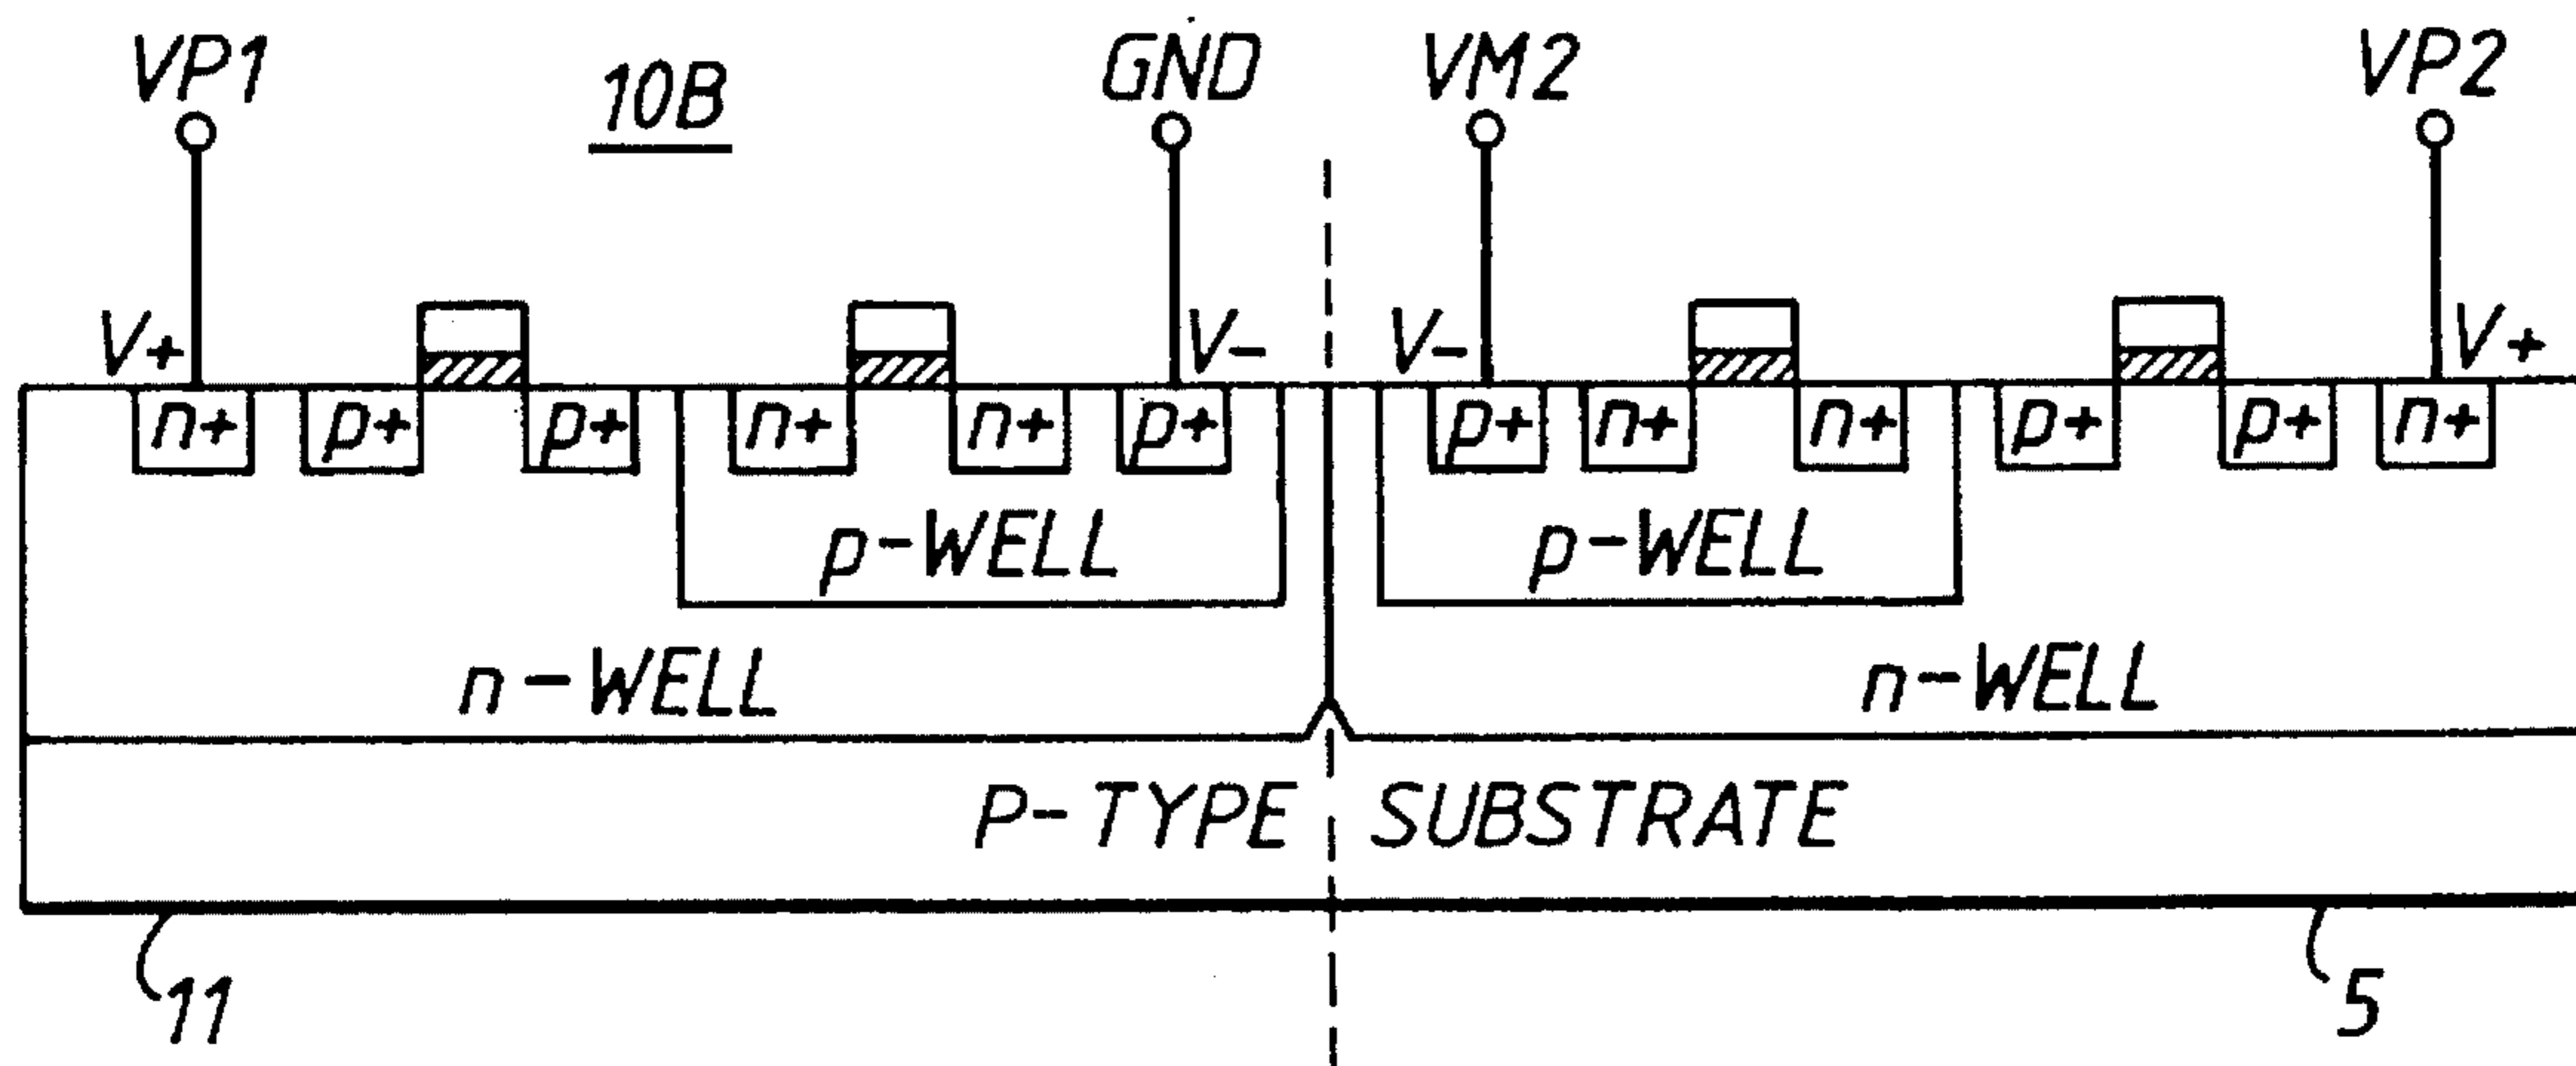 VP1
10B
GND
VM2
VP2
V+
V-
V-
V+
n+
p+
p+
n+
n+
p+
p+
n+
n+
p+
p+
n+
p-WELL
p-WELL
n-WELL
n-WELL
P-TYPE SUBSTRATE
11
5